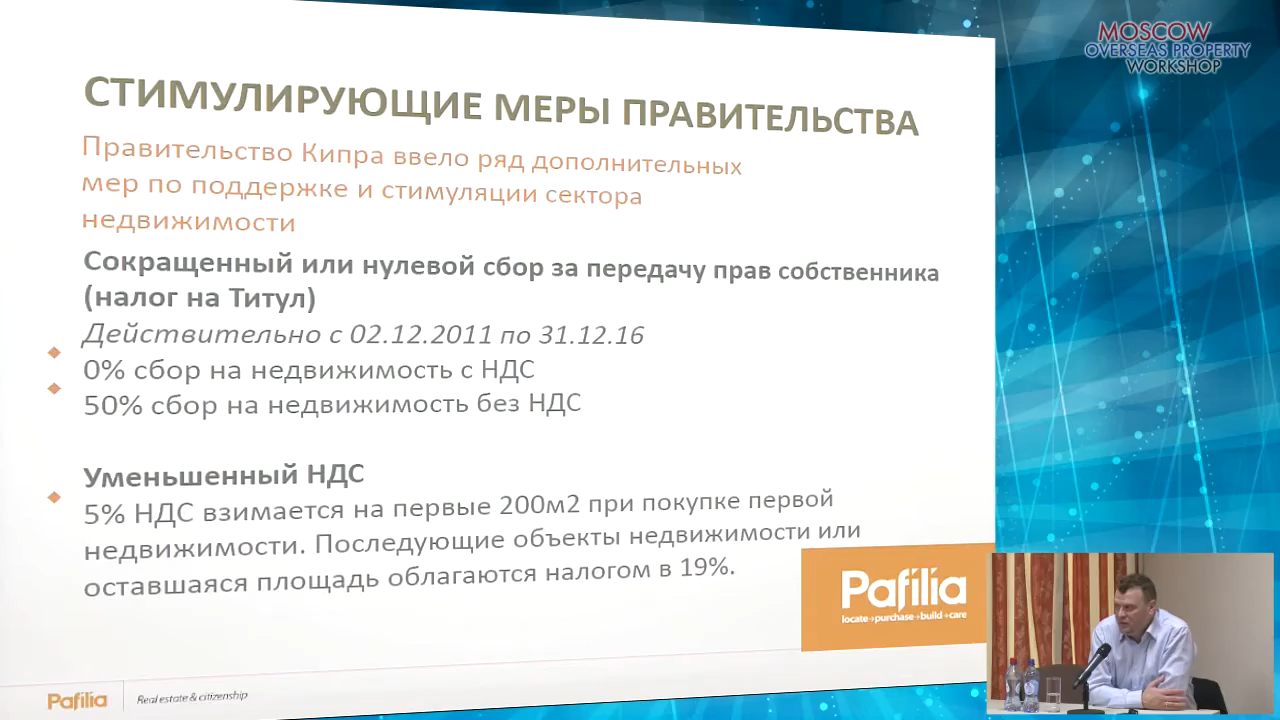 MOSCOW
OVERSEAS PROPERTY
WORKSHOP
СТИМУЛИРУЮЩИЕ МЕРЫ ПРАВИТЕЛЬСТВА
Правительство Кипра ввело ряд дополнительных
мер по поддержке и стимуляции сектора
недвижимости
Сокращенный или нулевой сбор за передачу прав собственника
(налог на Титул)
Действительно с 02.12.2011 по 31.12.16
0% сбор на недвижимость с НДС
50% сбор на недвижимость без НДС
Уменьшенный НДС
5% НДС взимается на первые 200м2 при покупке первой
недвижимости. Последующие объекты недвижимости или
оставшаяся площадь облагаются налогом в 19%.
Pafilia
locate→purchase→build→care
Pafilia
Real estate & citizenship